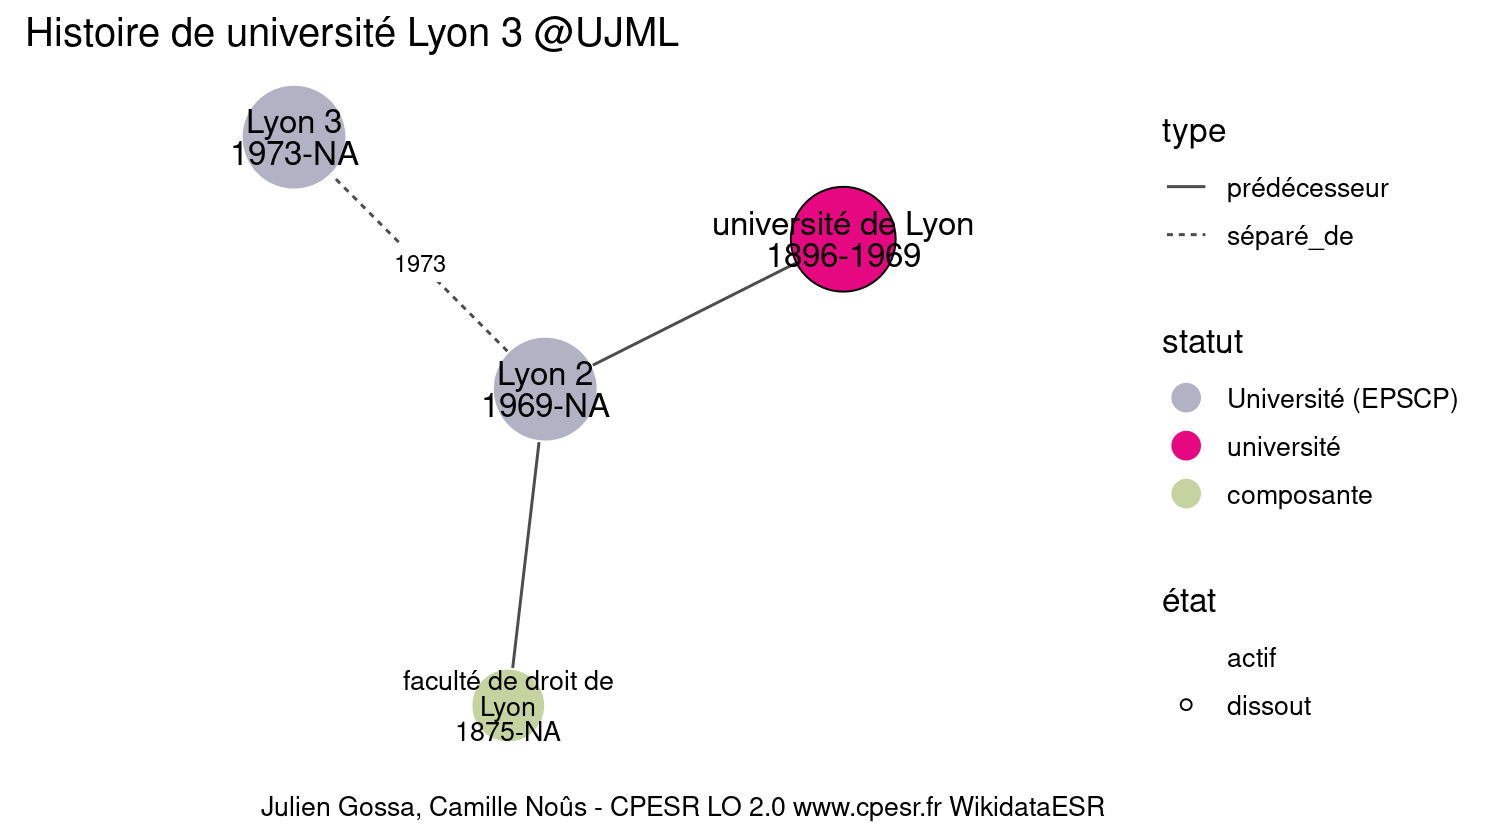 Histoire de université Lyon 3 @UJML
Lyon 3
1973-NA
1973
université de Lyon
1896-1969
Lyon 2
1969-NA
faculté de droit de
Lyon
1875-NA
type
prédécesseur
séparé_de
statut
Université (EPSCP)
université
composante
état
actif
dissout
Julien Gossa, Camille Noûs - CPESR LO 2.0 www.cpesr.fr WikidataESR